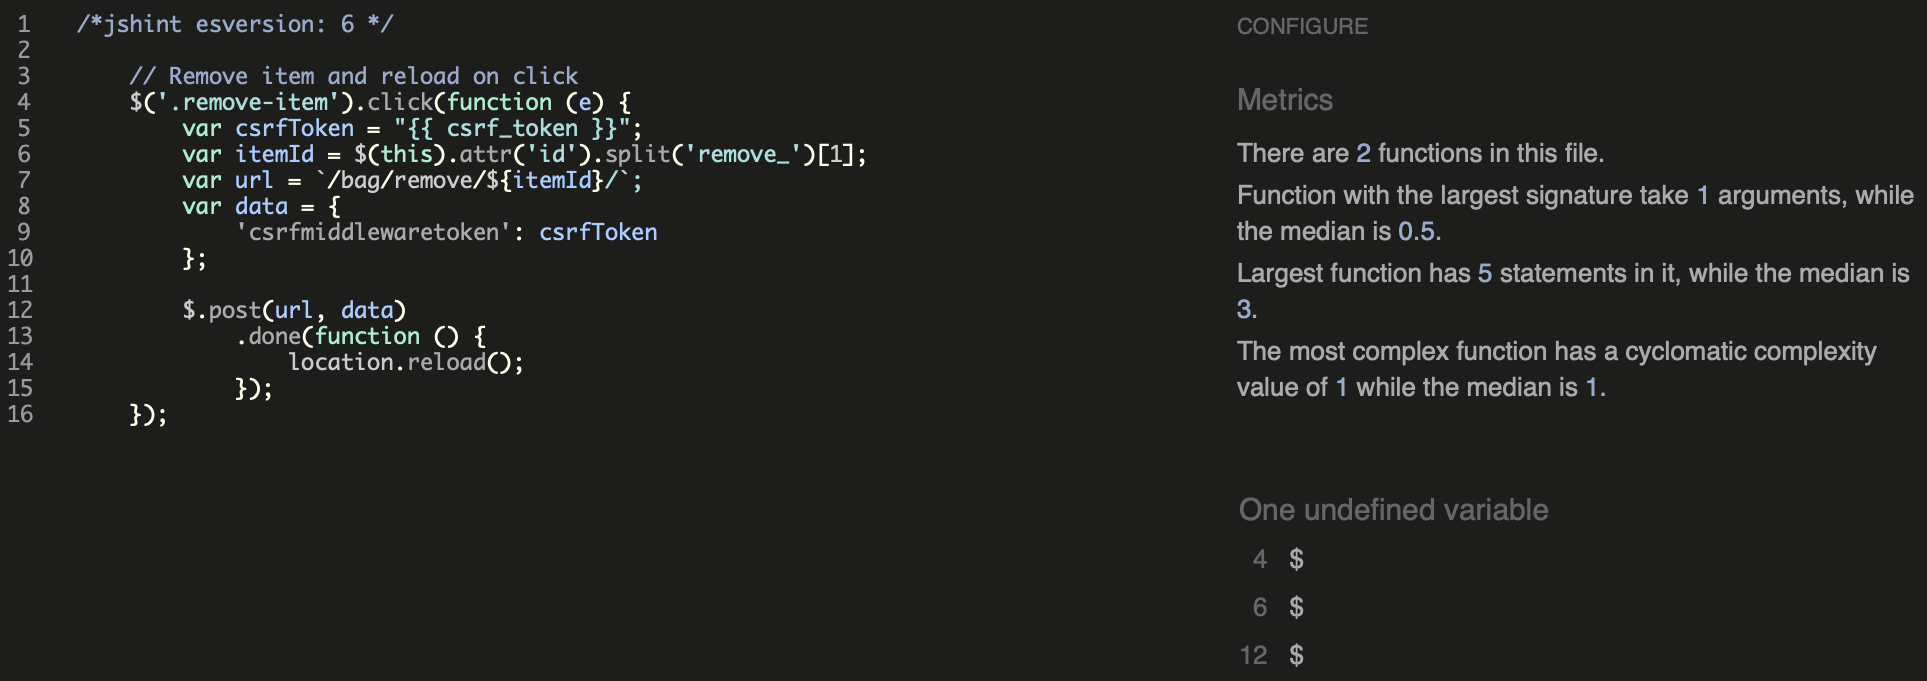 1 /*jshint esversion: 6 */
2
3 // Remove item and reload on click
4 $('.remove-item').click(function (e) {
5 var csrfToken = "{{ csrf_token }}";
6 var itemId = $(this).attr('id').split('remove_')[1];
7 var url = `/bag/remove/${itemId}/`;
8 var data = {
9 'csrfmiddlewaretoken': csrfToken
10 };
11
12 $.post(url, data)
13 .done(function () {
14 location.reload();
15 });
16 });
CONFIGURE
Metrics
There are 2 functions in this file.
Function with the largest signature take 1 arguments, while
the median is 0.5.
Largest function has 5 statements in it, while the median is
3.
The most complex function has a cyclomatic complexity
value of 1 while the median is 1.
One undefined variable
4 $
6 $
12 $